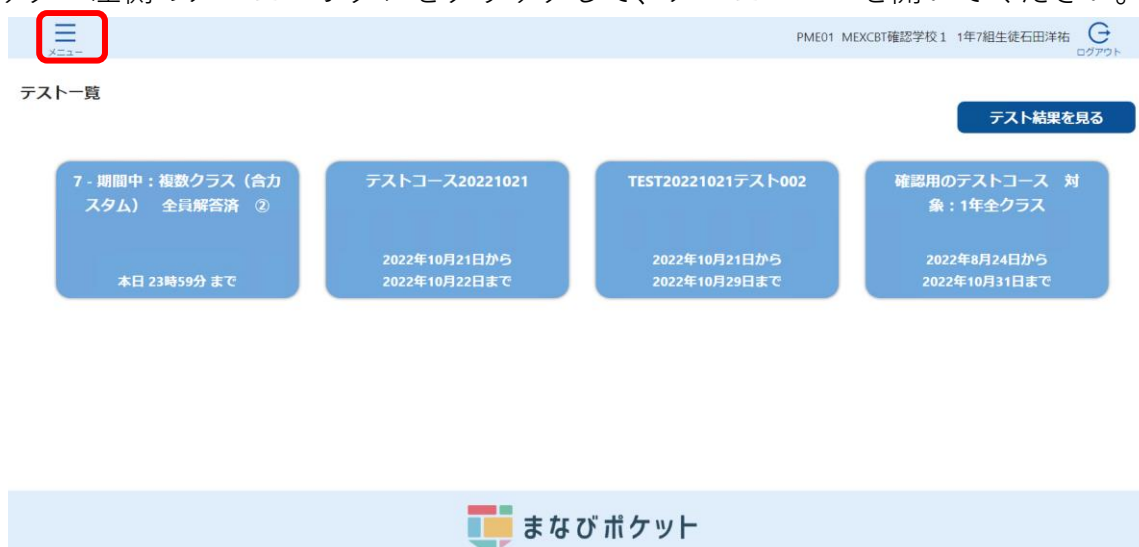 メニュー
PME01 MEXCBT確認学校1 1年7組生徒石田洋祐
ログアウト
テスト一覧
テスト結果を見る
7 - 期間中：複数クラス（合力
スタム） 全員解答済 ②
本日 23時59分 まで
テストコース20221021
2022年10月21日から
2022年10月22日まで
TEST20221021テスト002
2022年10月21日から
2022年10月29日まで
確認用のテストコース 対
象：1年全クラス
2022年8月24日から
2022年10月31日まで
まなびポケット